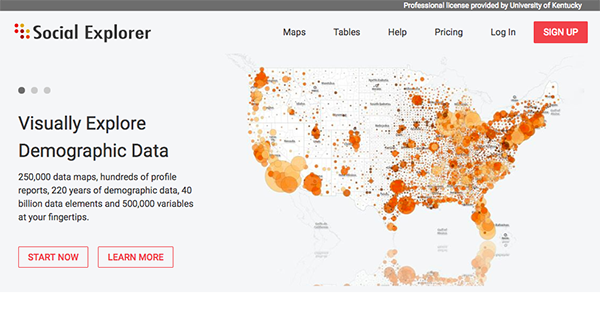 Professional license provided by University of Kentucky
Social Explorer
Maps Tables Help Pricing Log In SIGN UP
Visually Explore
Demographic Data
250,000 data maps, hundreds of profile
reports, 220 years of demographic data, 40
billion data elements and 500,000 variables
at your fingertips.
START NOW LEARN MORE